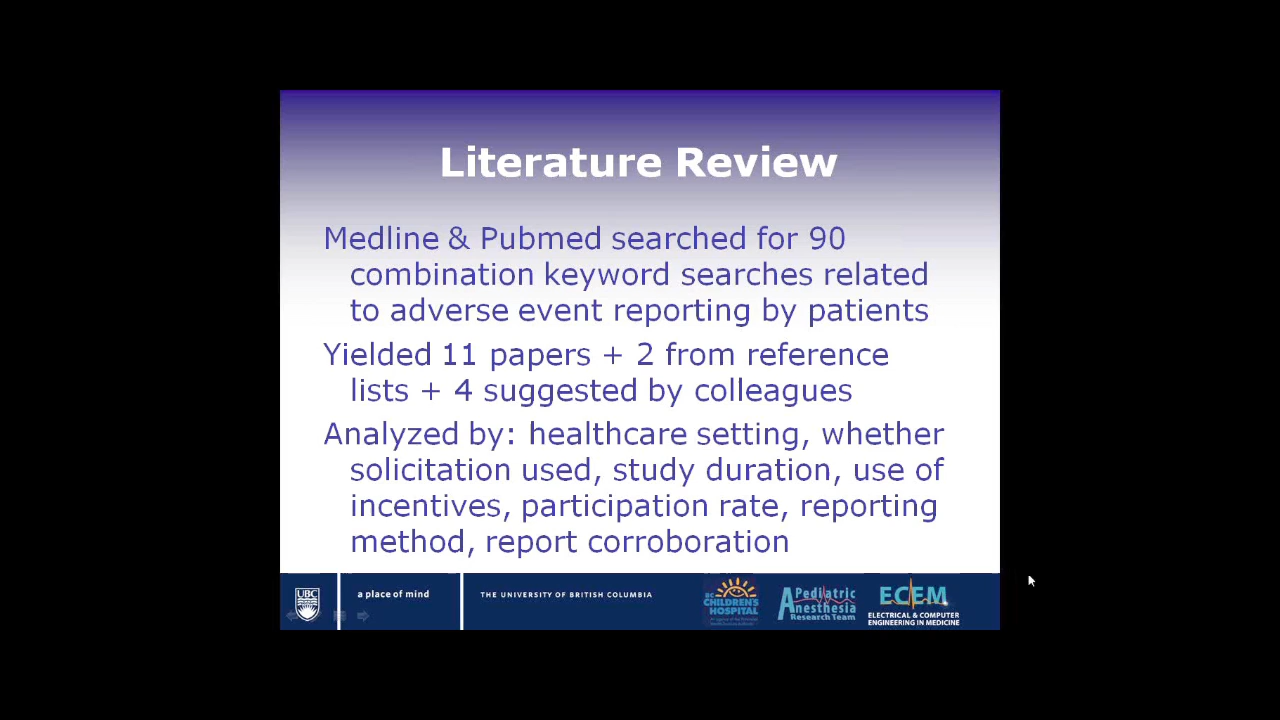 Literature Review
Medline & Pubmed searched for 90
combination keyword searches related
to adverse event reporting by patients
Yielded 11 papers + 2 from reference
lists + 4 suggested by colleagues
Analyzed by: healthcare setting, whether
solicitation used, study duration, use of
incentives, participation rate, reporting
method, report corroboration
UBC
a place of mind
THE UNIVERSITY OF BRITISH COLUMBIA
BC
CHILDREN'S
HOSPITAL
Pediatric
Anesthesia
Research Team
ECEM
ELECTRICAL & COMPUTER
ENGINEERING IN MEDICINE